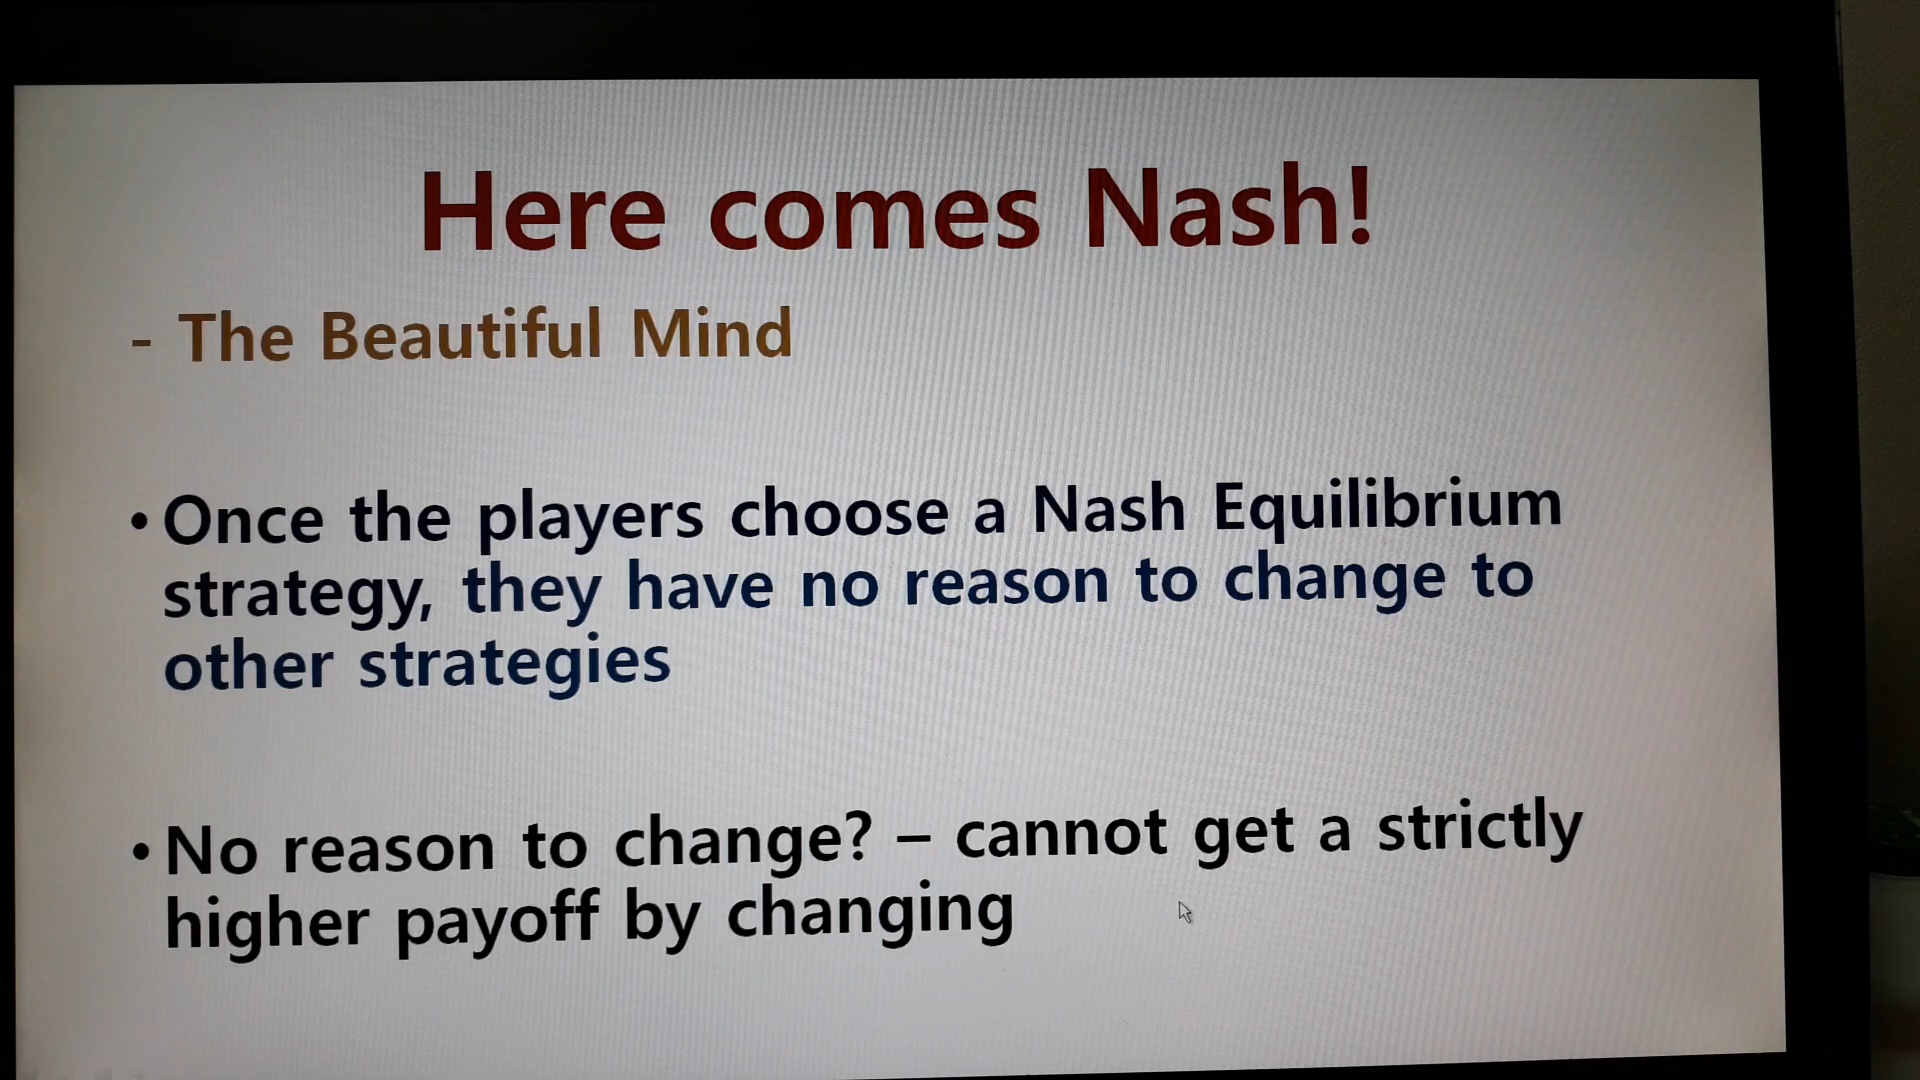 Here comes Nash!
- The Beautiful Mind
• Once the players choose a Nash Equilibrium
strategy, they have no reason to change to
other strategies
• No reason to change? – cannot get a strictly
higher payoff by changing